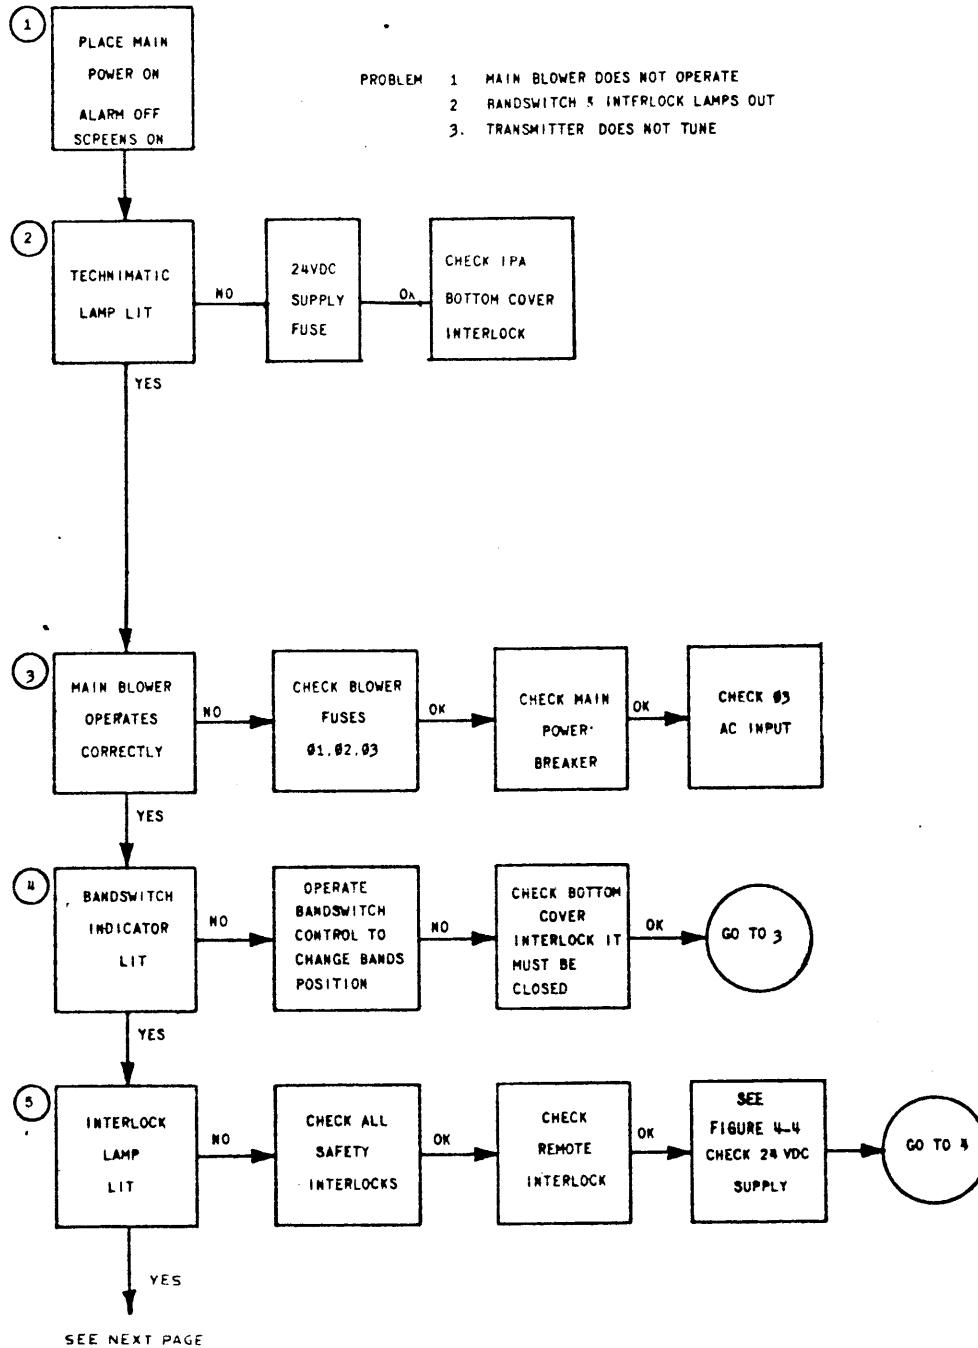 1
PLACE MAIN
POWER ON
ALARM OFF
SCREENS ON
PROBLEM 1 MAIN BLOWER DOES NOT OPERATE
2 BANDSWITCH & INTERLOCK LAMPS OUT
3. TRANSMITTER DOES NOT TUNE
2
TECHNIMATIC
LAMP LIT
NO
24VDC
SUPPLY
FUSE
OK
CHECK IPA
BOTTOM COVER
INTERLOCK
YES
3
MAIN BLOWER
OPERATES
CORRECTLY
NO
CHECK BLOWER
FUSES
Ø1.Ø2.Ø3
OK
CHECK MAIN
POWER
BREAKER
OK
CHECK Ø3
AC INPUT
YES
4
BANDSWITCH
INDICATOR
LIT
NO
OPERATE
BANDSWITCH
CONTROL TO
CHANGE BANDS
POSITION
NO
CHECK BOTTOM
COVER
INTERLOCK IT
MUST BE
CLOSED
OK
GO TO 3
YES
5
INTERLOCK
LAMP
LIT
NO
CHECK ALL
SAFETY
INTERLOCKS
OK
CHECK
REMOTE
INTERLOCK
OK
SEE
FIGURE 4-4
CHECK 24 VDC
SUPPLY
GO TO 4
YES
SEE NEXT PAGE